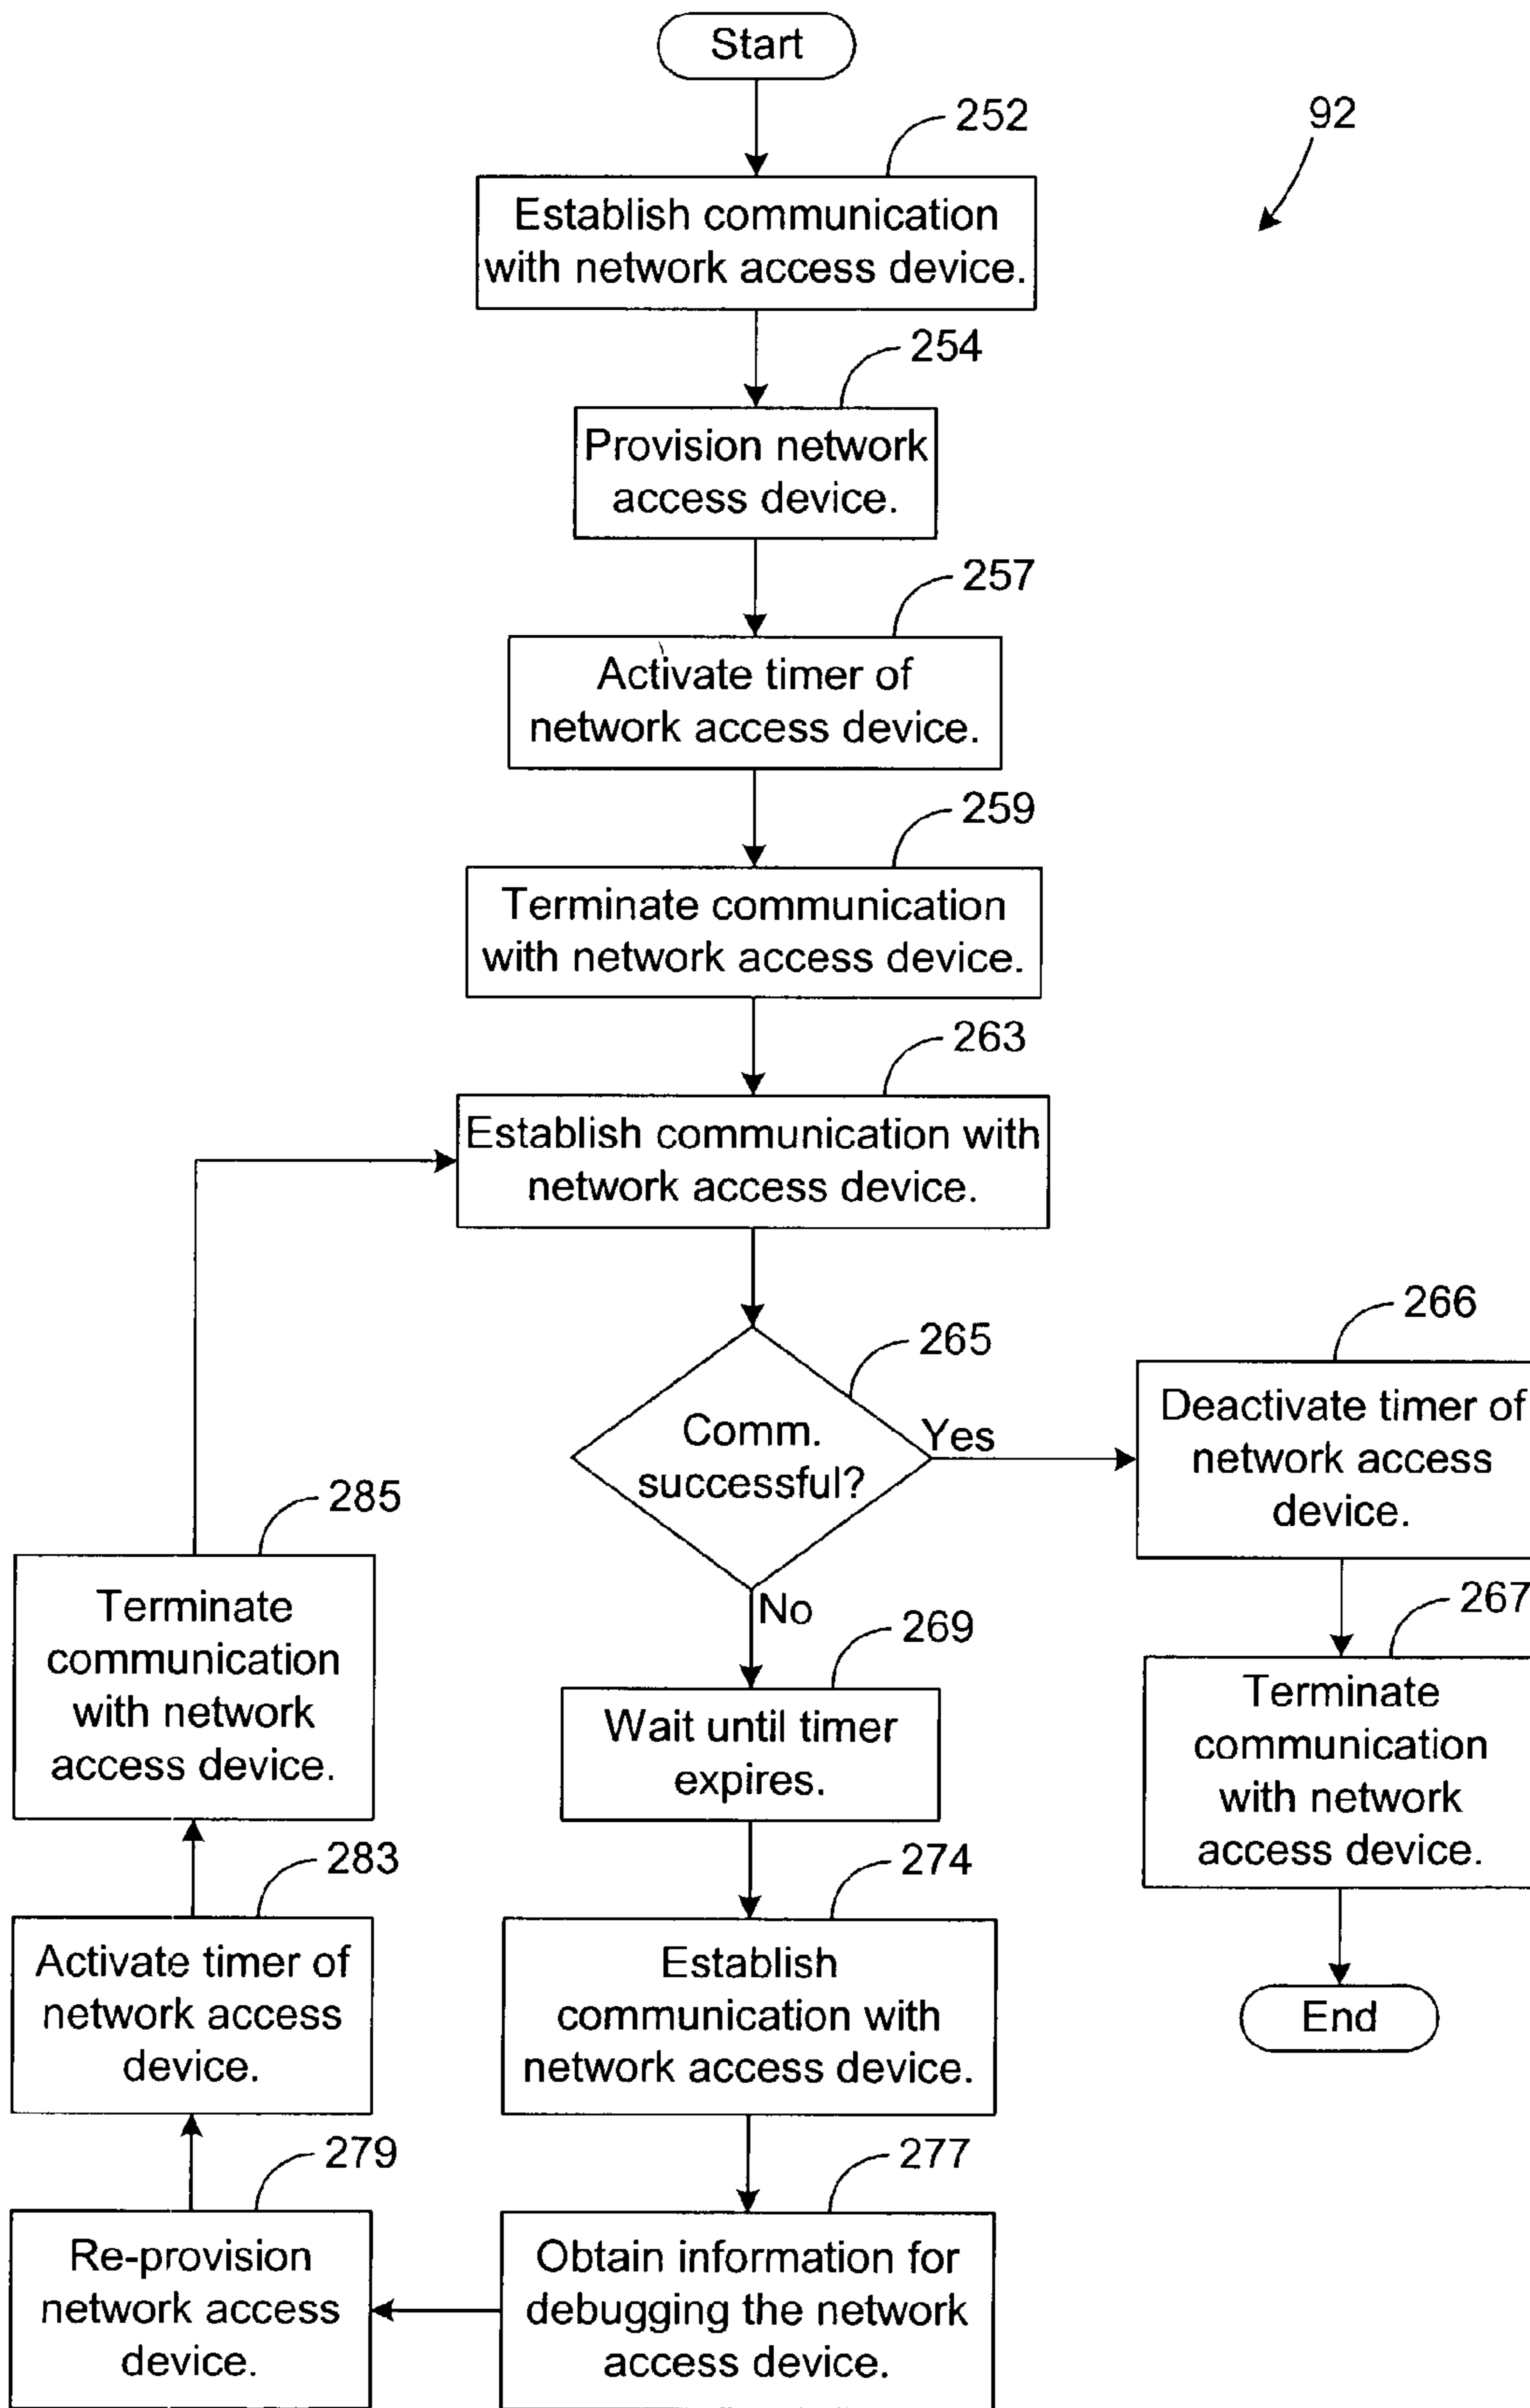 Start
252
92
Establish communication
with network access device.
254
Provision network
access device.
257
Activate timer of
network access device.
259
Terminate communication
with network access device.
263
Establish communication with
network access device.
265
Comm.
successful?
Yes
266
Deactivate timer of
network access
device.
267
Terminate
communication
with network
access device.
End
No
269
Wait until timer
expires.
274
Establish
communication with
network access device.
277
Obtain information for
debugging the network
access device.
279
Re-provision
network access
device.
283
Activate timer of
network access
device.
285
Terminate
communication
with network
access device.